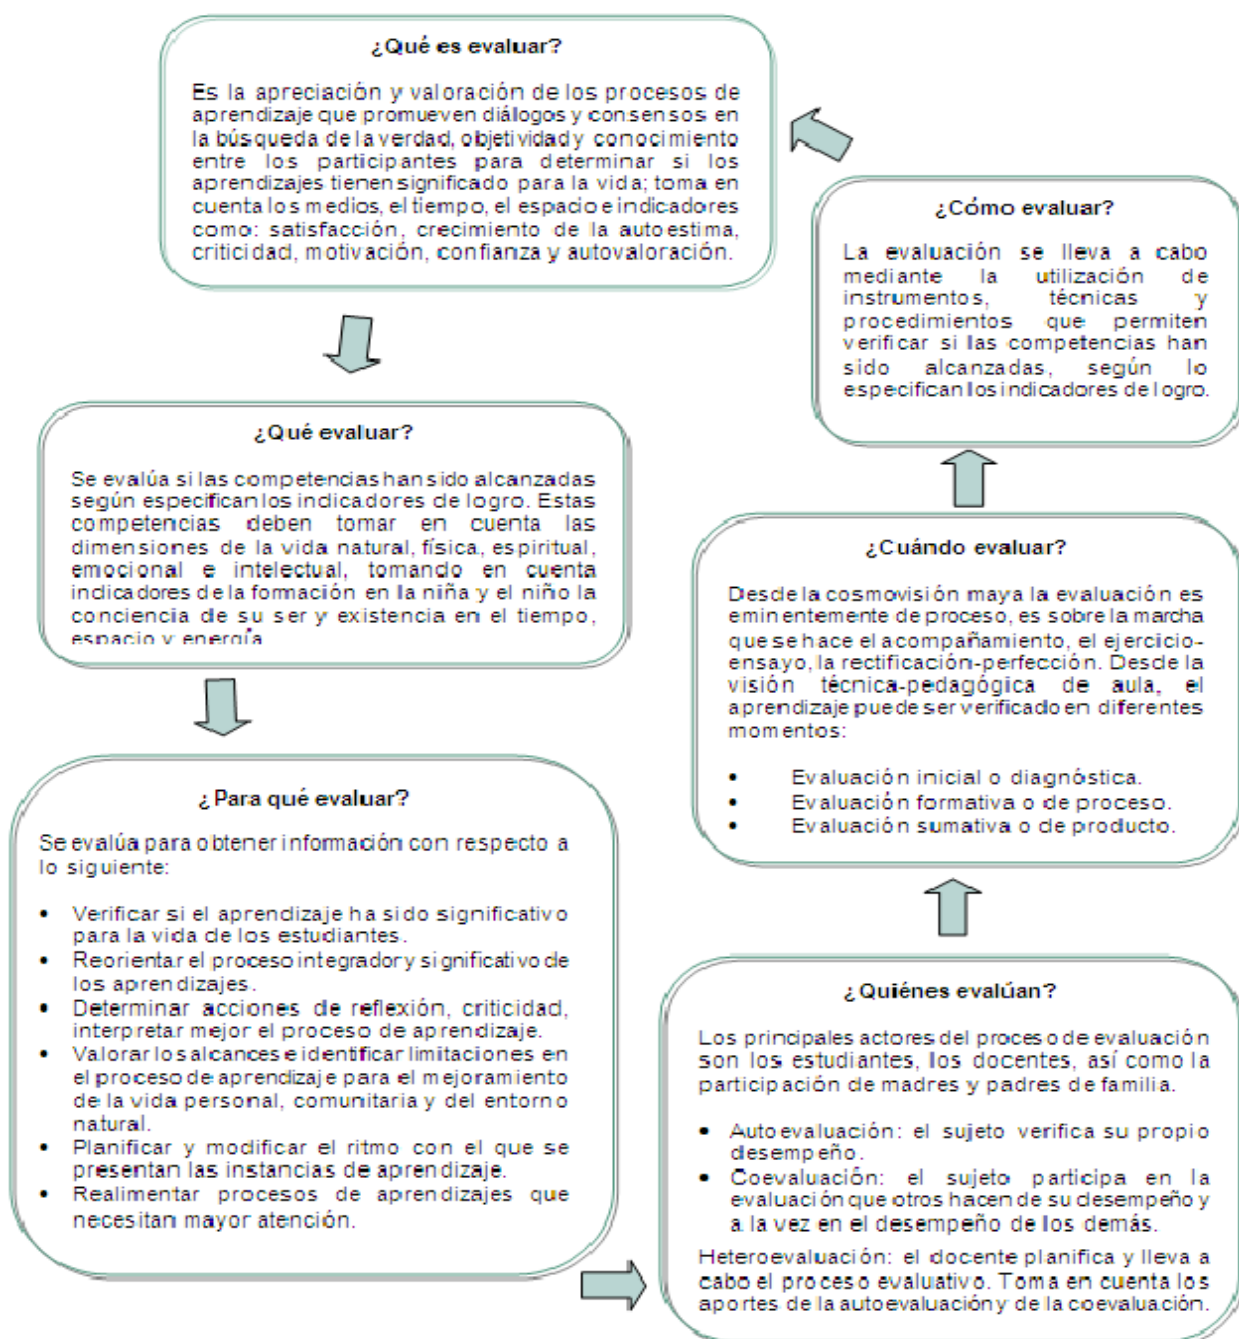 ¿Qué es evaluar?
Es la apreciación y valoración de los procesos de
aprendizaje que promueven diálogos y consensos en
la búsqueda de la verdad, objetividad y conocimiento
entre los participantes para determinar si los
aprendizajes tienen significado para la vida; toma en
cuenta los medios, el tiempo, el espacio e indicadores
como: satisfacción, crecimiento de la autoestima,
criticidad, motivación, confianza y autovaloración.
¿Qué evaluar?
Se evalúa si las competencias han sido alcanzadas
según especifican los indicadores de logro. Estas
competencias deben tomar en cuenta las
dimensiones de la vida natural, física, espiritual,
emocional e intelectual, tomando en cuenta
indicadores de la formación en la niña y el niño la
conciencia de su ser y existencia en el tiempo,
espacio y energía
¿Para qué evaluar?
Se evalúa para obtener información con respecto a
lo siguiente:
• Verificar si el aprendizaje ha sido significativo
para la vida de los estudiantes.
• Reorientar el proceso integrador y significativo de
los aprendizajes.
• Determinar acciones de reflexión, criticidad,
interpretar mejor el proceso de aprendizaje.
• Valorar los alcances e identificar limitaciones en
el proceso de aprendizaje para el mejoramiento
de la vida personal, comunitaria y del entorno
natural.
• Planificar y modificar el ritmo con el que se
presentan las instancias de aprendizaje.
• Realimentar procesos de aprendizajes que
necesitan mayor atención.
¿Quiénes evalúan?
Los principales actores del proceso de evaluación
son los estudiantes, los docentes, así como la
participación de madres y padres de familia.
• Autoevaluación: el sujeto verifica su propio
desempeño.
• Coevaluación: el sujeto participa en la
evaluación que otros hacen de su desempeño y
a la vez en el desempeño de los demás.
Heteroevaluación: el docente planifica y lleva a
cabo el proceso evaluativo. Toma en cuenta los
aportes de la autoevaluación y de la coevaluación.
¿Cuándo evaluar?
Desde la cosmovisión maya la evaluación es
eminentemente de proceso, es sobre la marcha
que se hace el acompañamiento, el ejercicio-
ensayo, la rectificación-perfección. Desde la
visión técnica-pedagógica de aula, el
aprendizaje puede ser verificado en diferentes
momentos:
• Evaluación inicial o diagnóstica.
• Evaluación formativa o de proceso.
• Evaluación sumativa o de producto.
¿Cómo evaluar?
La evaluación se lleva a cabo
mediante la utilización de
instrumentos, técnicas y
procedimientos que permiten
verificar si las competencias han
sido alcanzadas, según lo
especifican los indicadores de logro.